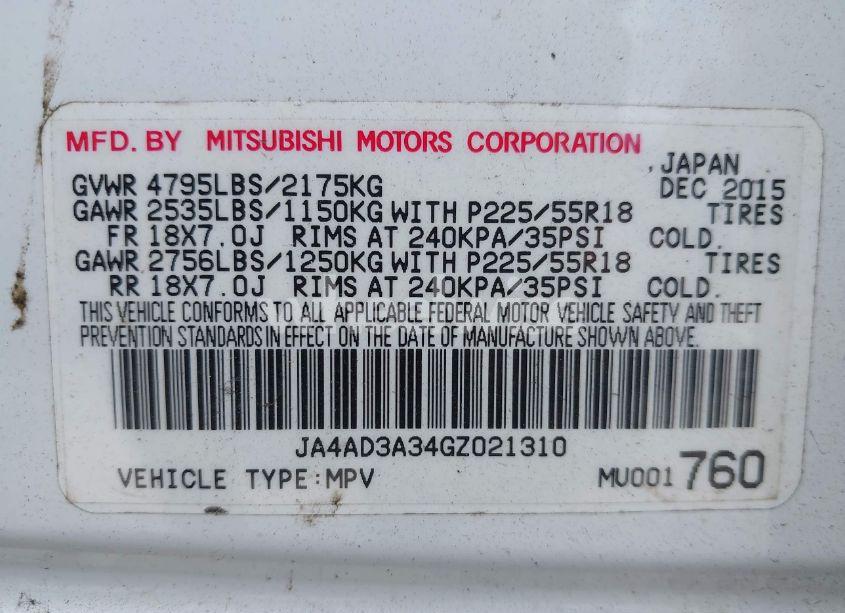 MFD. BY MITSUBISHI MOTORS CORPORATION
, JAPAN
GVWR 4795LBS/2175KG DEC 2015
GAWR 2535LBS/1150KG WITH P225/55R18 TIRES
FR 18X7.0J RIMS AT 240KPA/35PSI COLD.
GAWR 2756LBS/1250KG WITH P225/55R18 TIRES
RR 18X7.0J RIMS AT 240KPA/35PSI COLD.
THIS VEHICLE CONFORMS TO ALL APPLICABLE FEDERAL MOTOR VEHICLE SAFETY AND THEFT
PREVENTION STANDARDS IN EFFECT ON THE DATE OF MANUFACTURE SHOWN ABOVE.
JA4AD3A34GZ021310
VEHICLE TYPE:MPV MU001 760